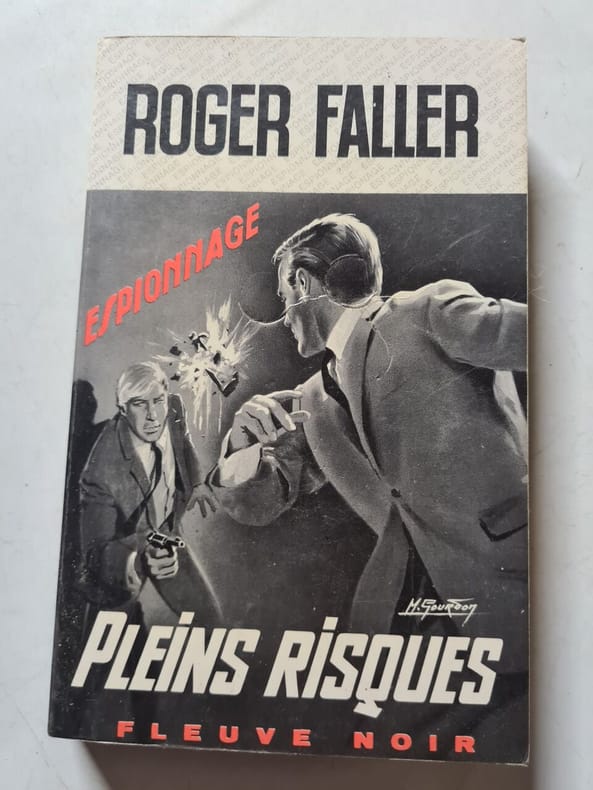 ROGER FALLER
ESPIONNAGE
M. Gourdon
PLEINS RISQUES
FLEUVE NOIR